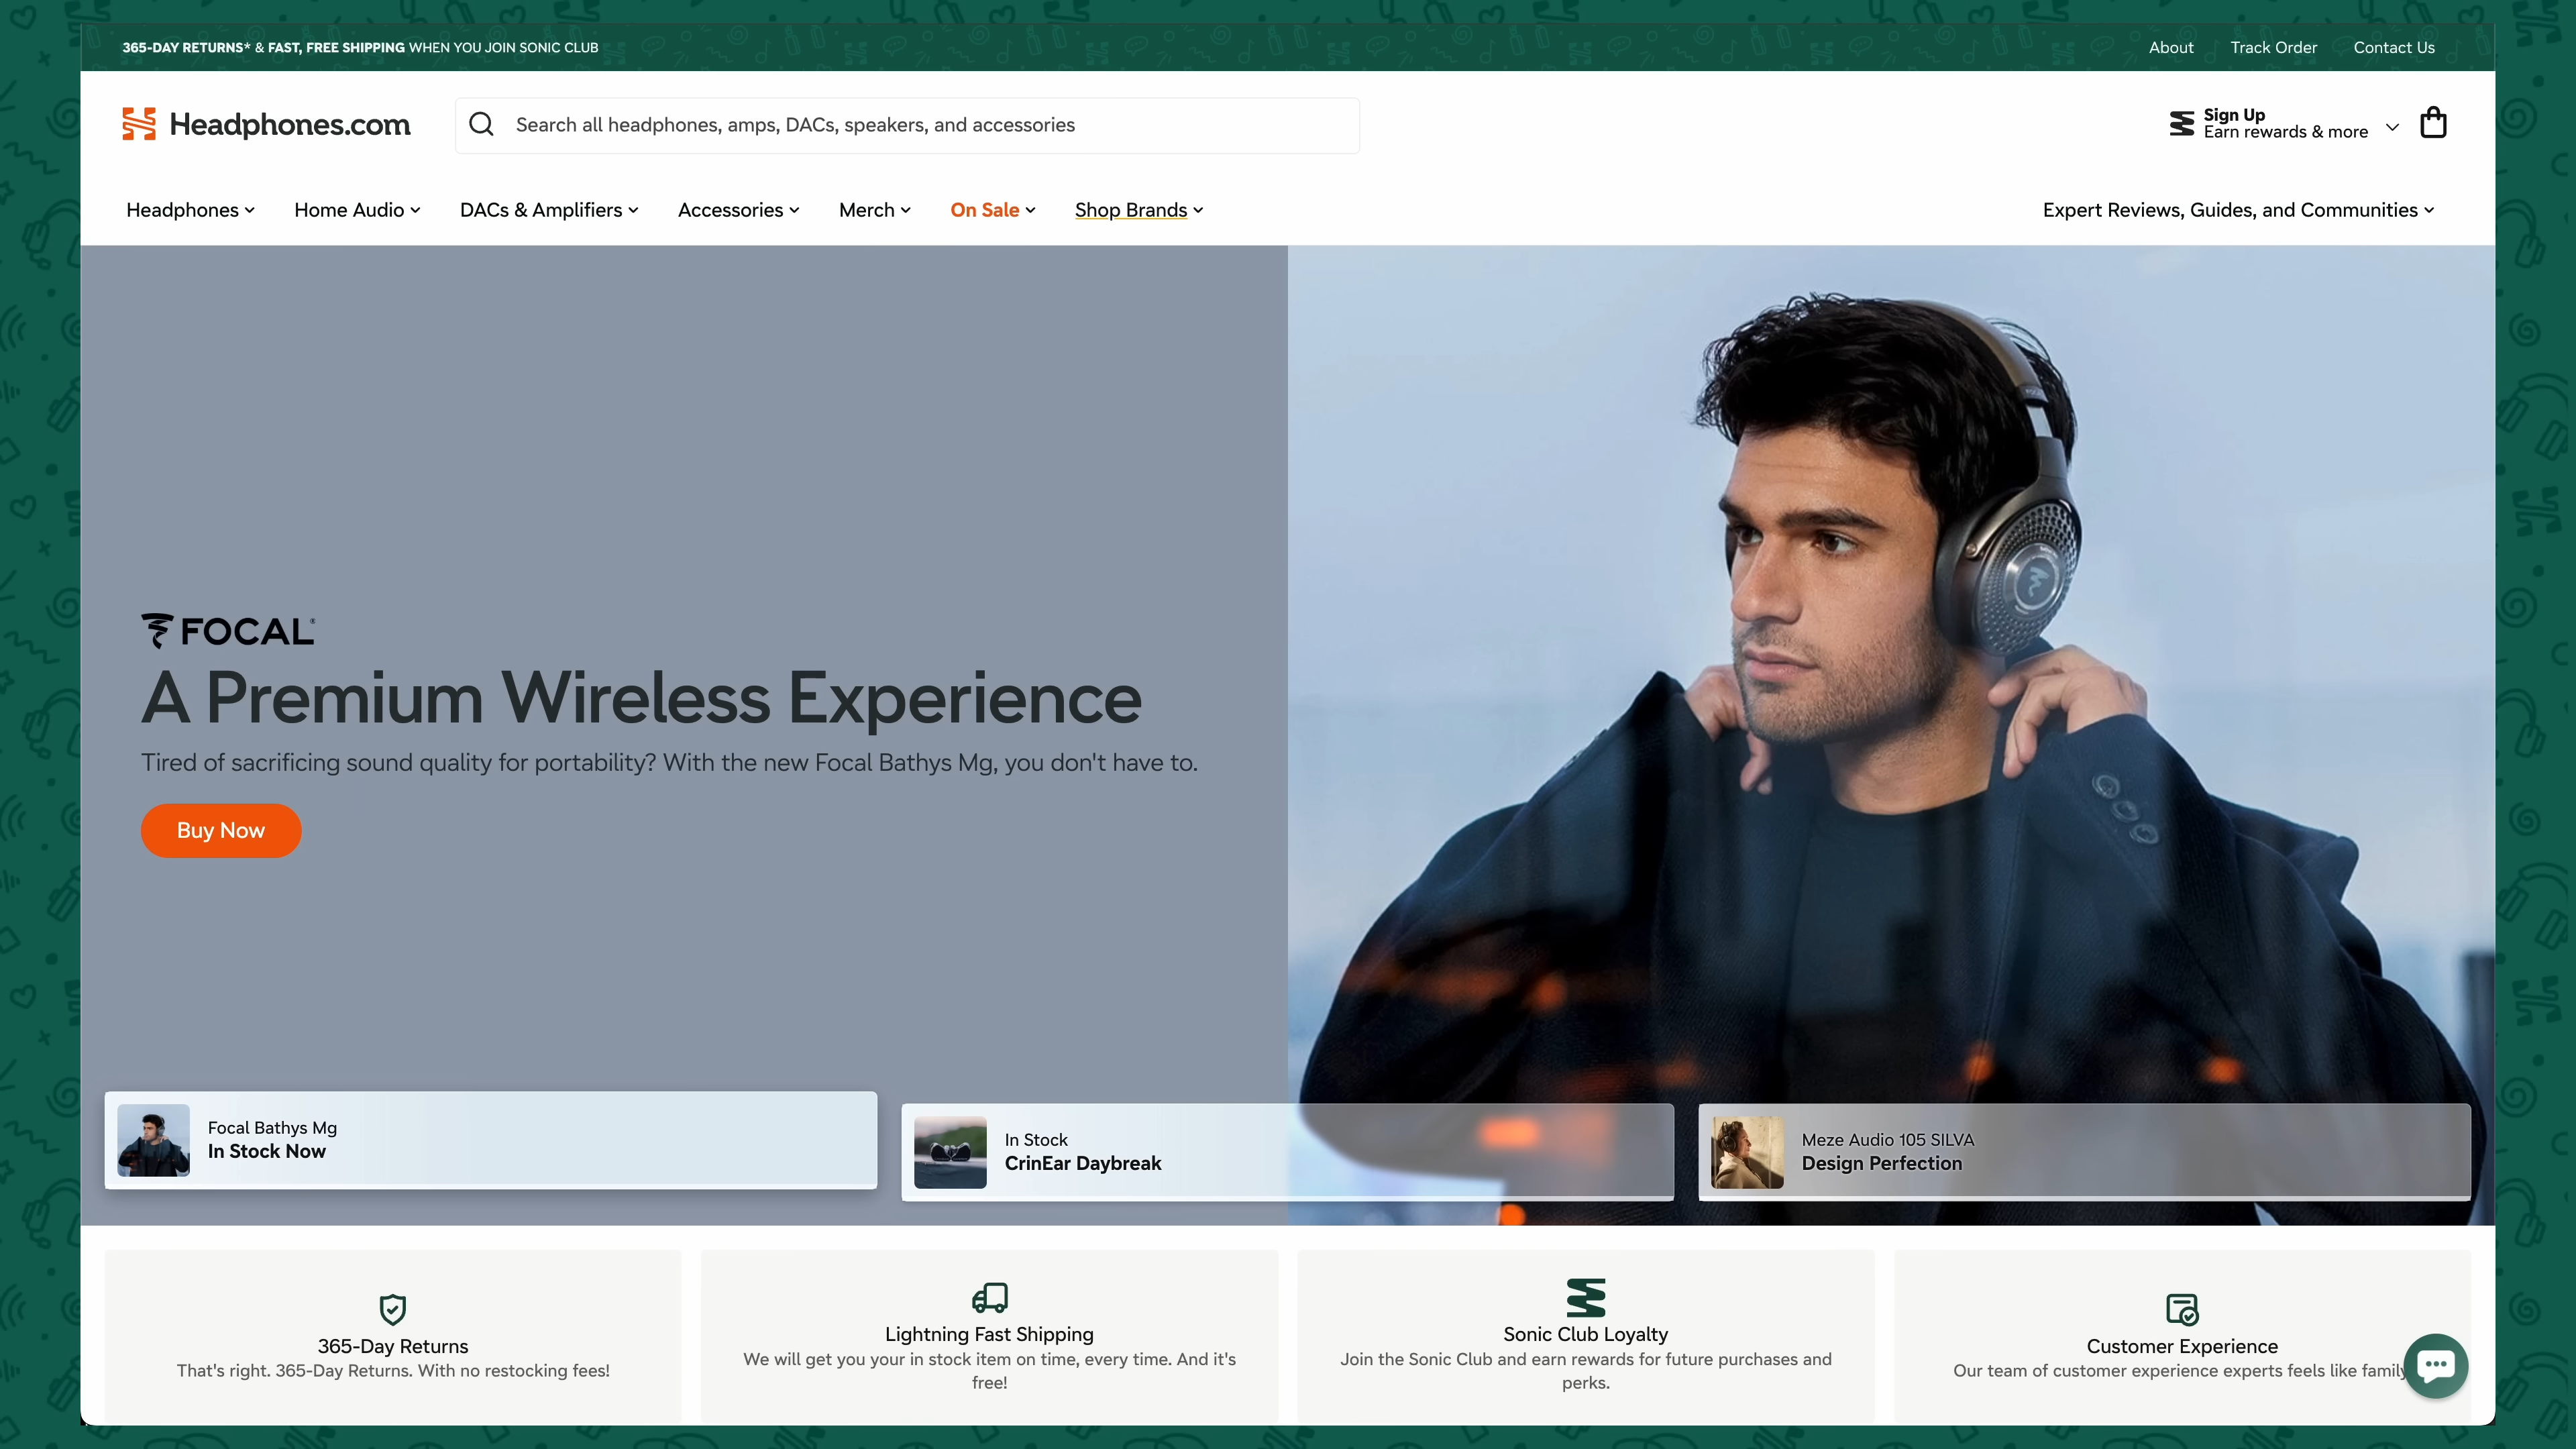 365-DAY RETURNS* & FAST, FREE SHIPPING WHEN YOU JOIN SONIC CLUB
About
Track Order
Contact Us
Headphones.com
Search all headphones, amps, DACs, speakers, and accessories
Sign Up
Earn rewards & more
Headphones
Home Audio
DACs & Amplifiers
Accessories
Merch
On Sale
Shop Brands
Expert Reviews, Guides, and Communities
FOCAL®
A Premium Wireless Experience
Tired of sacrificing sound quality for portability? With the new Focal Bathys Mg, you don't have to.
Buy Now
Focal Bathys Mg
In Stock Now
In Stock
CrinEar Daybreak
Meze Audio 105 SILVA
Design Perfection
365-Day Returns
That's right. 365-Day Returns. With no restocking fees!
Lightning Fast Shipping
We will get you your in stock item on time, every time. And it's
free!
Sonic Club Loyalty
Join the Sonic Club and earn rewards for future purchases and
perks.
Customer Experience
Our team of customer experience experts feels like family